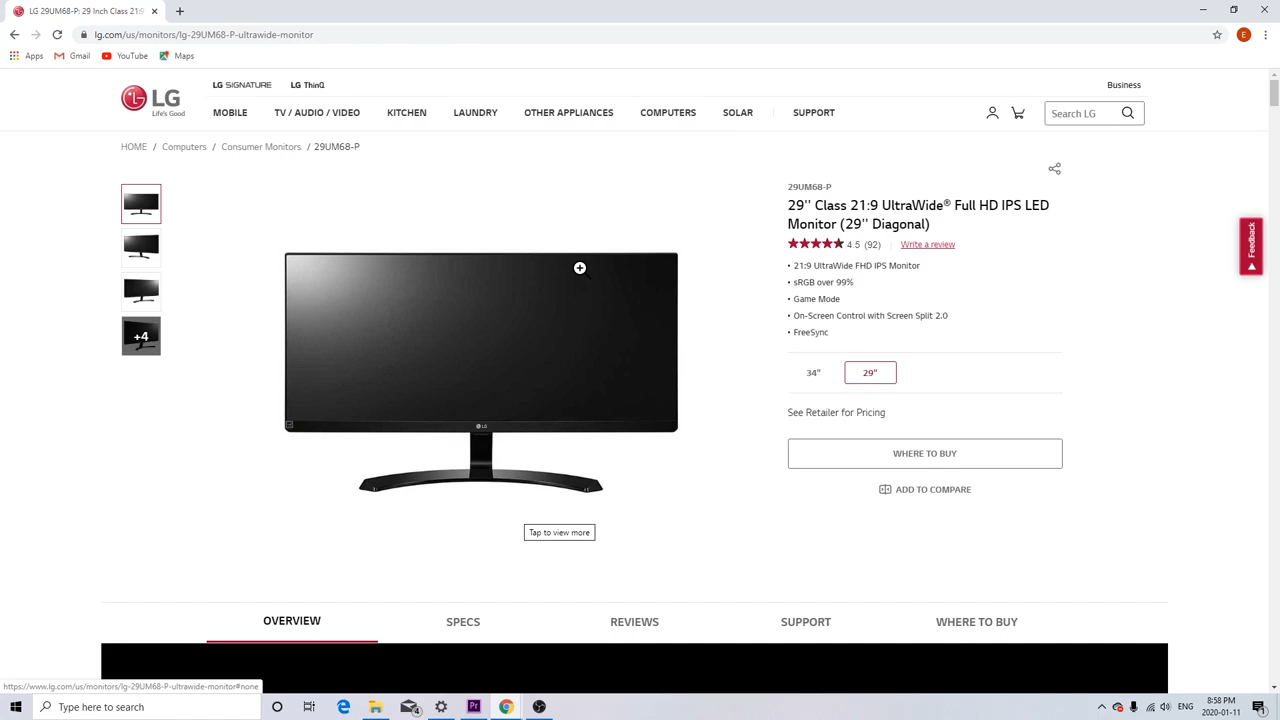 LG 29UM68-P: 29 Inch Class 21:9
lg.com/us/monitors/lg-29UM68-P-ultrawide-monitor
E
Apps Gmail YouTube Maps
LG SIGNATURE LG ThinQ Business
LG
Life's Good
MOBILE TV / AUDIO / VIDEO KITCHEN LAUNDRY OTHER APPLIANCES COMPUTERS SOLAR SUPPORT
Search LG
HOME / Computers / Consumer Monitors / 29UM68-P
29UM68-P
29'' Class 21:9 UltraWide® Full HD IPS LED
Monitor (29'' Diagonal)
4.5 (92) Write a review
• 21:9 UltraWide FHD IPS Monitor
• sRGB over 99%
• Game Mode
• On-Screen Control with Screen Split 2.0
• FreeSync
Feedback
+4
34" 29"
See Retailer for Pricing
LG
WHERE TO BUY
ADD TO COMPARE
Tap to view more
OVERVIEW SPECS REVIEWS SUPPORT WHERE TO BUY
https://www.lg.com/us/monitors/lg-29UM68-P-ultrawide-monitor#none
Type here to search
4
Pr
ENG
8:58 PM
2020-01-11
1